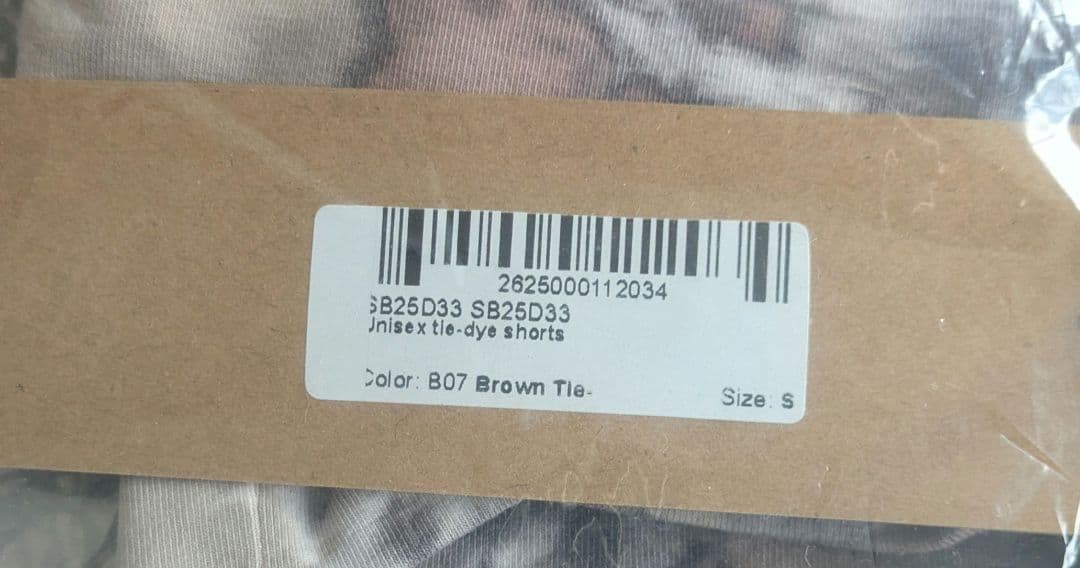 2625000112034
SB25D33 SB25D33
Unisex tie-dye shorts
Color: B07 Brown Tie-
Size: S